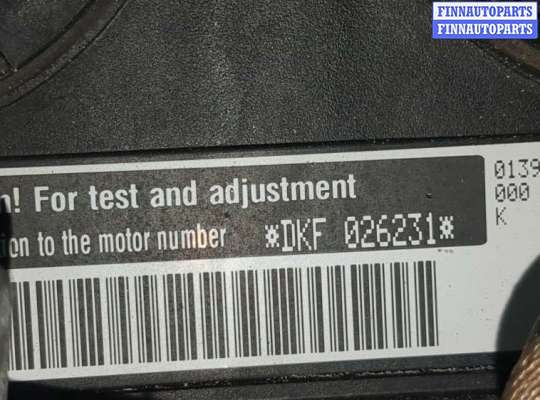 FINNAUTOPARTS
FINNAUTOPARTS
! For test and adjustment
to the motor number *DKF 026231*
0139
000
K